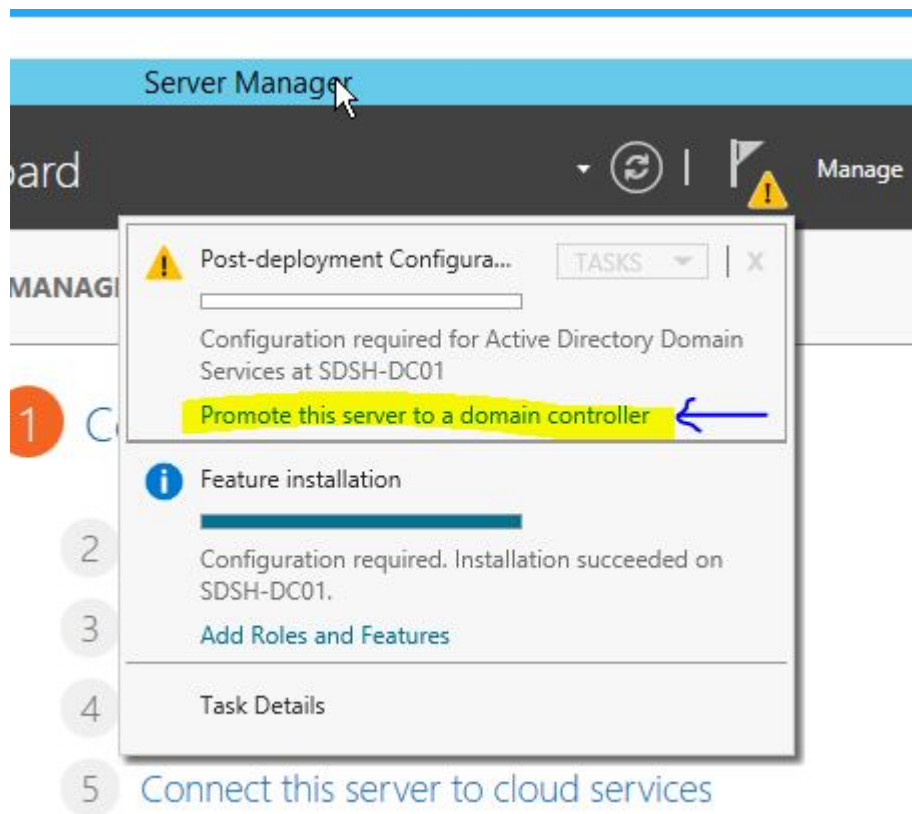 Server Manager
oard
Manage
MANAG
Post-deployment Configura...
TASKS
X
Configuration required for Active Directory Domain
Services at SDSH-DC01
Promote this server to a domain controller
1 C
Feature installation
2
Configuration required. Installation succeeded on
SDSH-DC01.
3
Add Roles and Features
4
Task Details
5 Connect this server to cloud services